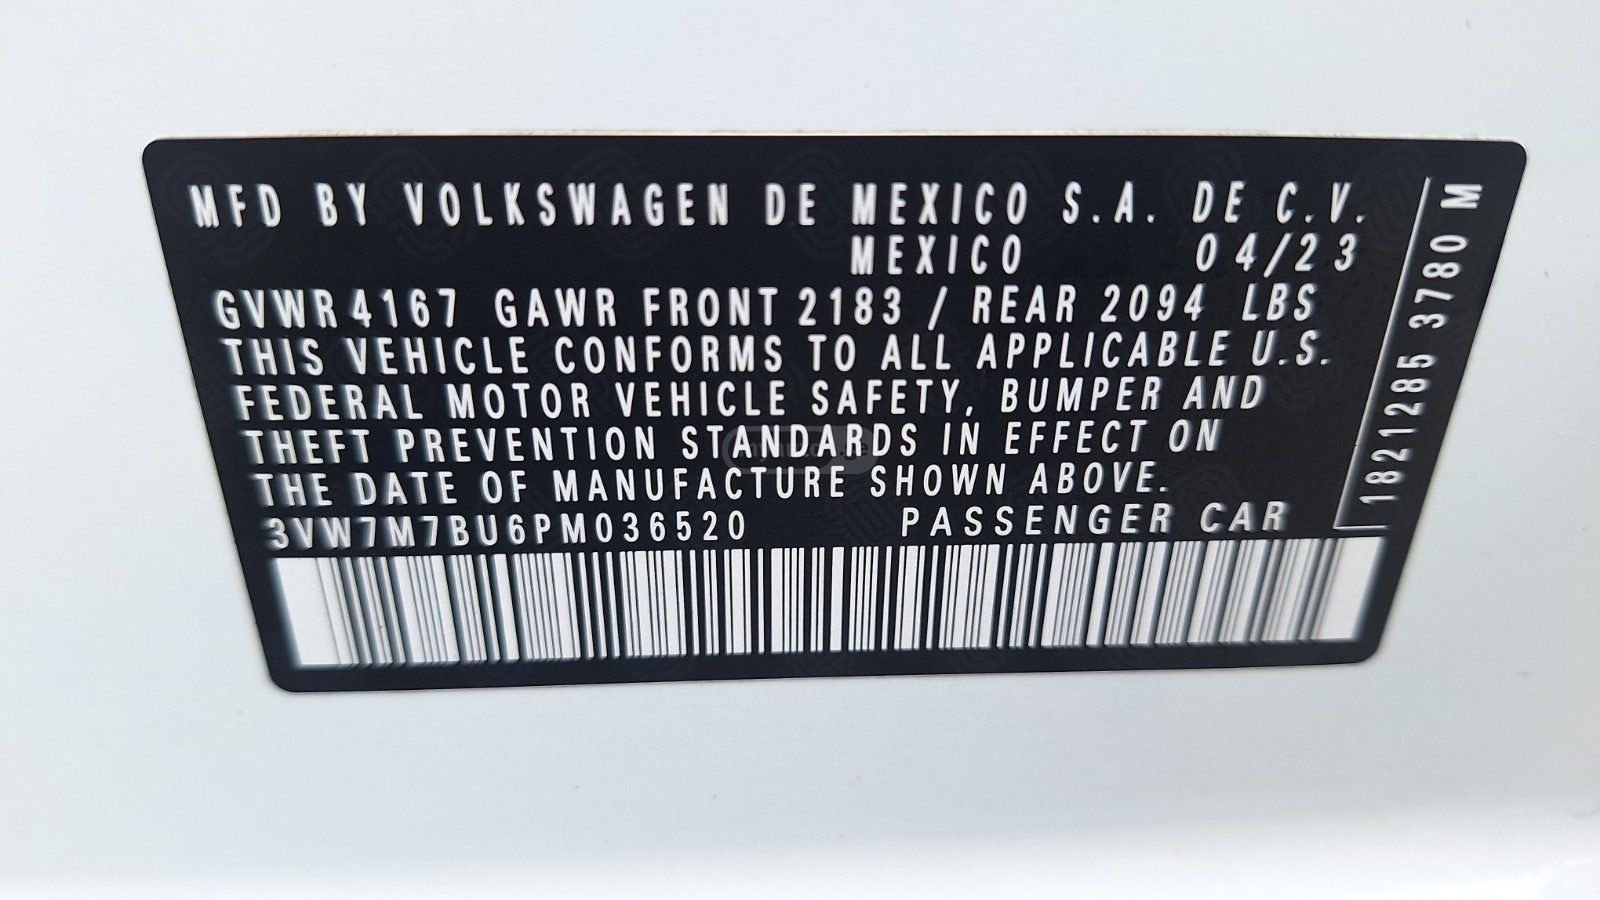 MFD BY VOLKSWAGEN DE MEXICO S.A. DE C.V.
MEXICO 04/23
GVWR 4167 GAWR FRONT 2183 / REAR 2094 LBS
THIS VEHICLE CONFORMS TO ALL APPLICABLE U.S.
FEDERAL MOTOR VEHICLE SAFETY, BUMPER AND
THEFT PREVENTION STANDARDS IN EFFECT ON
THE DATE OF MANUFACTURE SHOWN ABOVE.
3VW7M7BU6PM036520 PASSENGER CAR
1821285 3780 M